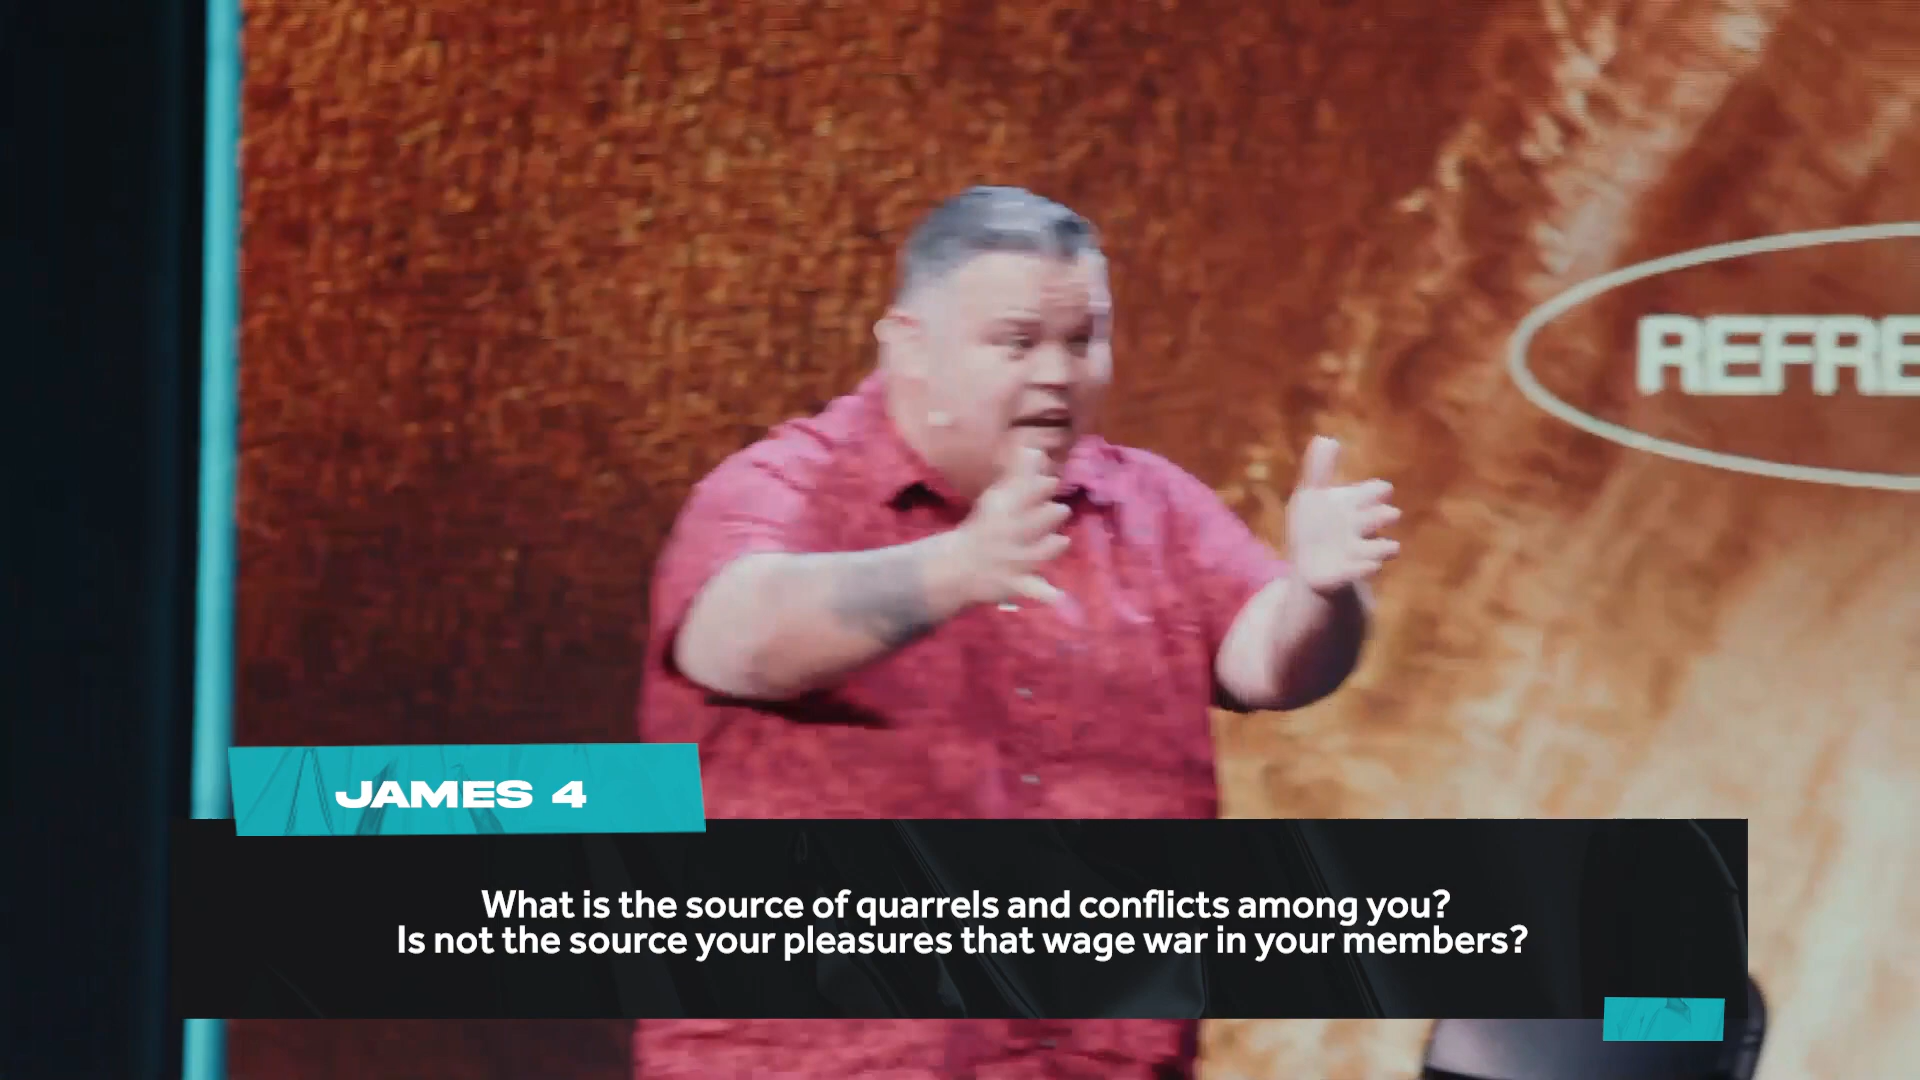 REFRE
JAMES 4
What is the source of quarrels and conflicts among you?
Is not the source your pleasures that wage war in your members?